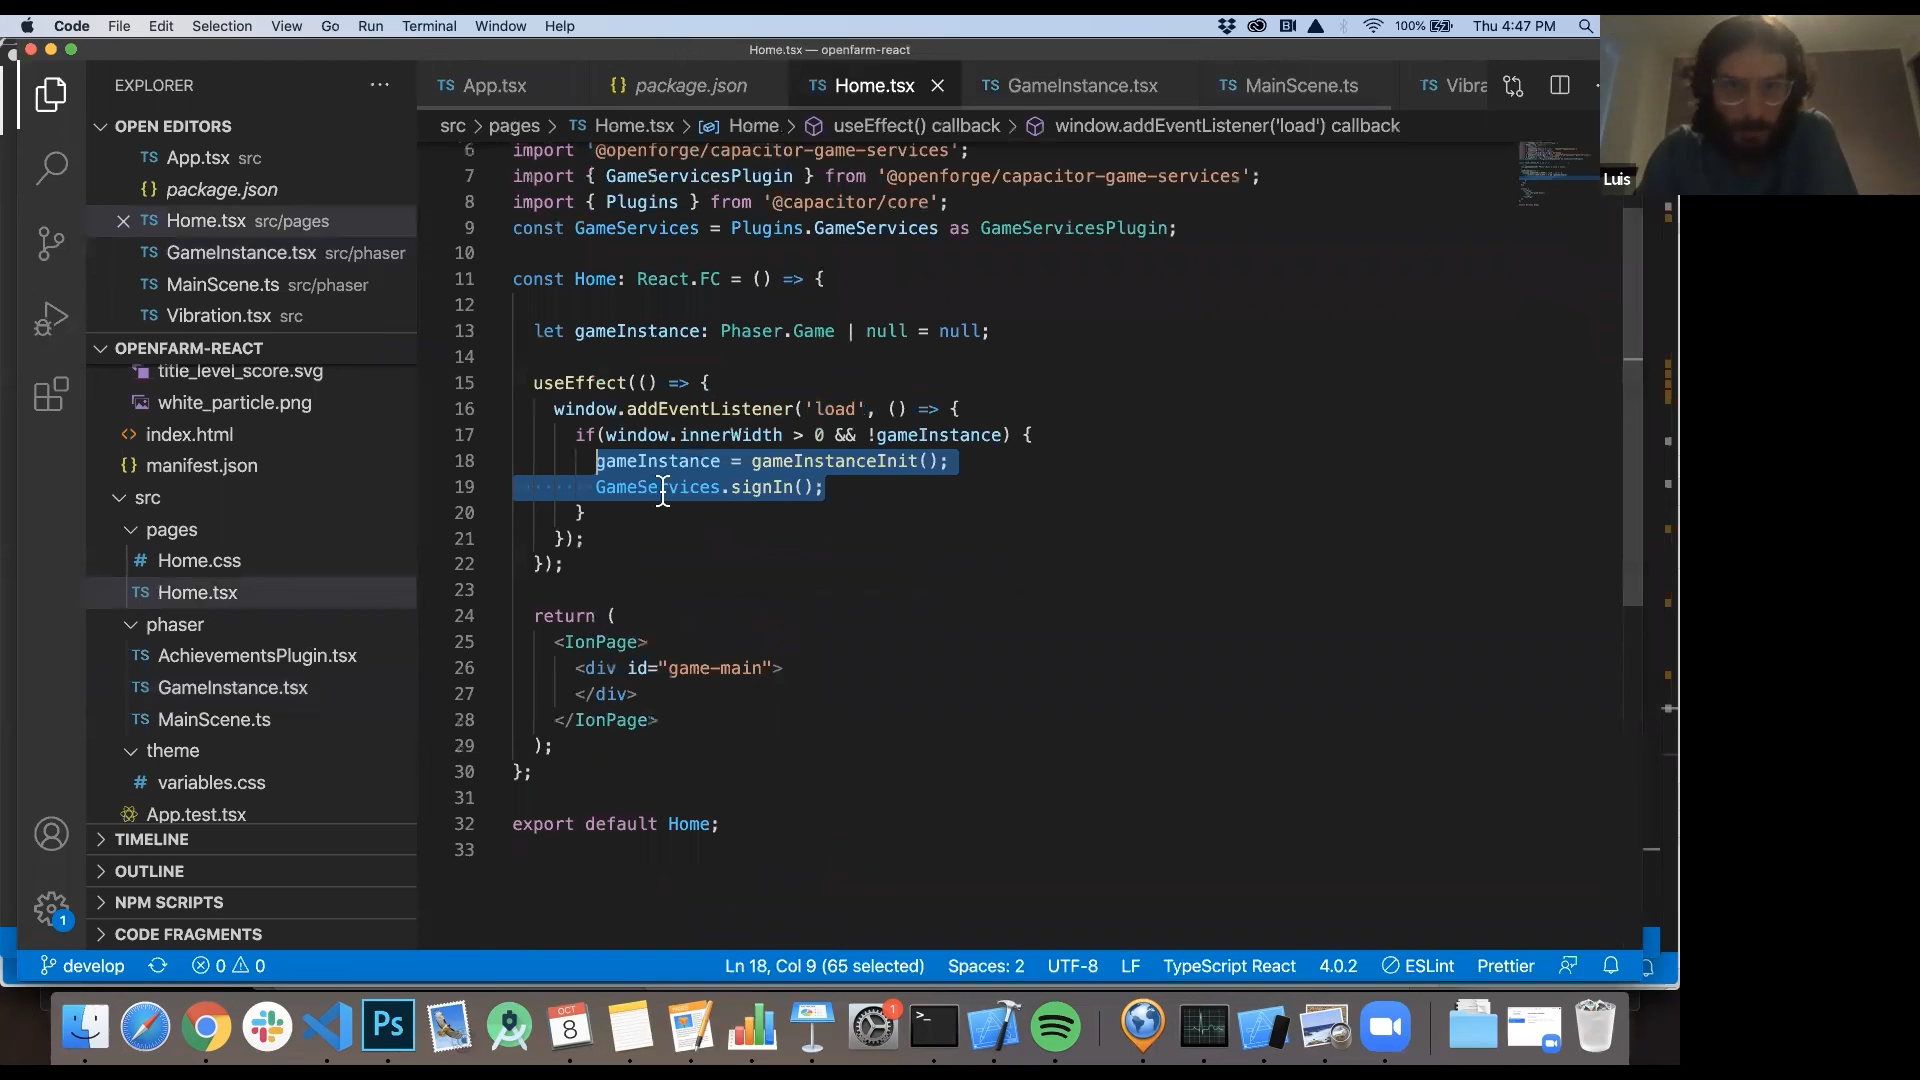 Code File Edit Selection View Go Run Terminal Window Help
100% Thu 4:47 PM
Home.tsx — openfarm-react
EXPLORER
OPEN EDITORS
TS App.tsx src
{} package.json
TS Home.tsx src/pages
TS GameInstance.tsx src/phaser
TS MainScene.ts src/phaser
TS Vibration.tsx src
OPENFARM-REACT
title_level_score.svg
white_particle.png
<> index.html
{} manifest.json
src
pages
# Home.css
TS Home.tsx
phaser
TS AchievementsPlugin.tsx
TS GameInstance.tsx
TS MainScene.ts
theme
# variables.css
App.test.tsx
TIMELINE
OUTLINE
NPM SCRIPTS
CODE FRAGMENTS
1
TS App.tsx {} package.json TS Home.tsx TS GameInstance.tsx TS MainScene.ts TS Vibra
src > pages > TS Home.tsx > Home > useEffect() callback > window.addEventListener('load') callback
6 import '@openforge/capacitor-game-services';
7 import { GameServicesPlugin } from '@openforge/capacitor-game-services';
8 import { Plugins } from '@capacitor/core';
9 const GameServices = Plugins.GameServices as GameServicesPlugin;
10
11 const Home: React.FC = () => {
12
13 let gameInstance: Phaser.Game | null = null;
14
15 useEffect(() => {
16 window.addEventListener('load', () => {
17 if(window.innerWidth > 0 && !gameInstance) {
18 gameInstance = gameInstanceInit();
19 GameServices.signIn();
20 }
21 });
22 });
23
24 return (
25 <IonPage>
26 <div id="game-main">
27 </div>
28 </IonPage>
29 );
30 };
31
32 export default Home;
33
Luis
develop 0 0 Ln 18, Col 9 (65 selected) Spaces: 2 UTF-8 LF TypeScript React 4.0.2 ESLint Prettier
Ps
OCT
8
1
>_